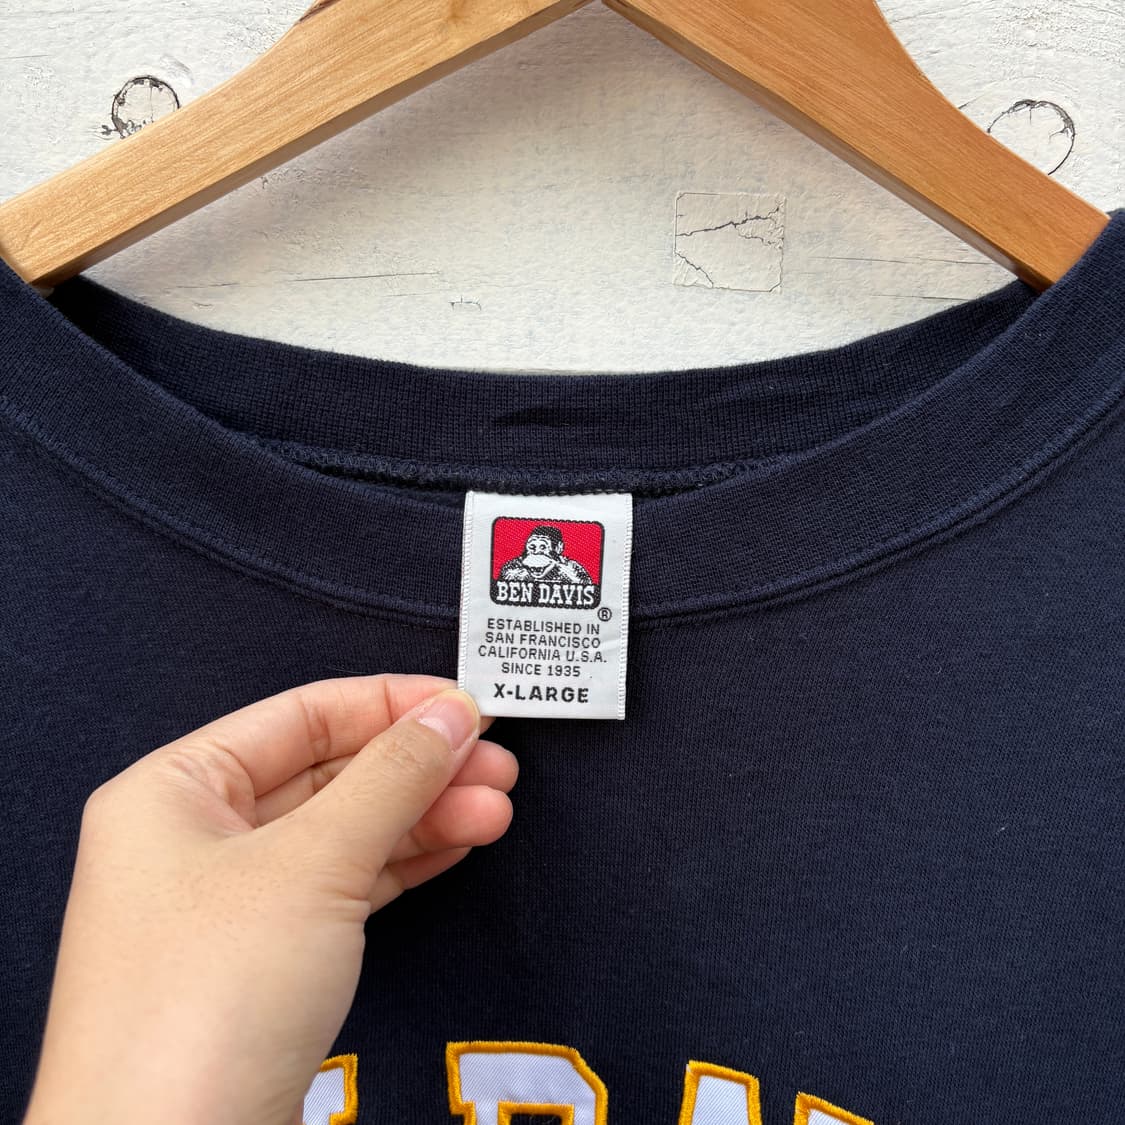 BEN DAVIS
®
ESTABLISHED IN
SAN FRANCISCO
CALIFORNIA U.S.A.
SINCE 1935
X-LARGE